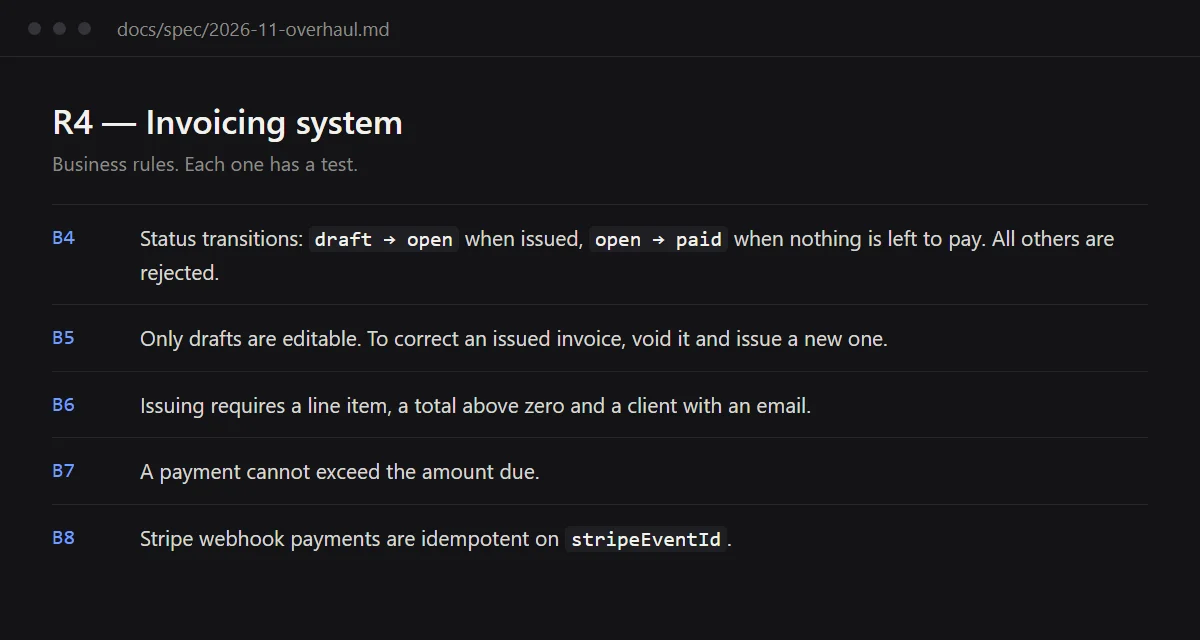 docs/spec/2026-11-overhaul.md
R4 — Invoicing system
Business rules. Each one has a test.
B4 Status transitions: draft → open when issued, open → paid when nothing is left to pay. All others are
rejected.
B5 Only drafts are editable. To correct an issued invoice, void it and issue a new one.
B6 Issuing requires a line item, a total above zero and a client with an email.
B7 A payment cannot exceed the amount due.
B8 Stripe webhook payments are idempotent on stripeEventId.